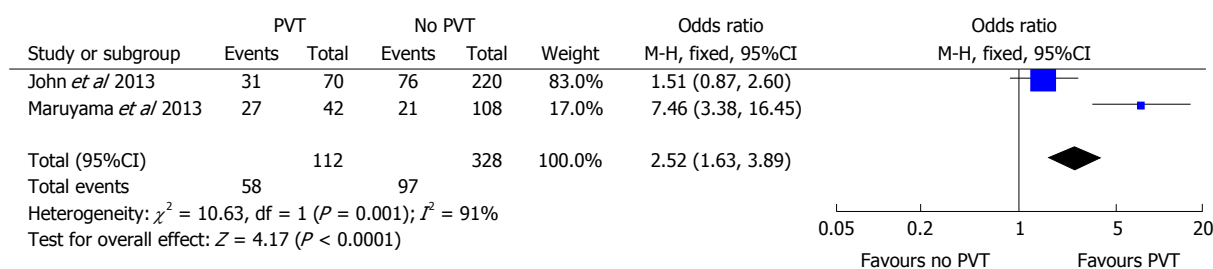 PVT No PVT Odds ratio Odds ratio
Study or subgroup Events Total Events Total Weight M-H, fixed, 95%CI M-H, fixed, 95%CI
John et al 2013 31 70 76 220 83.0% 1.51 (0.87, 2.60)
Maruyama et al 2013 27 42 21 108 17.0% 7.46 (3.38, 16.45)
Total (95%CI) 112 328 100.0% 2.52 (1.63, 3.89)
Total events 58 97
Heterogeneity: χ² = 10.63, df = 1 (P = 0.001); I² = 91%
Test for overall effect: Z = 4.17 (P < 0.0001)
0.05 0.2 1 5 20
Favours no PVT Favours PVT